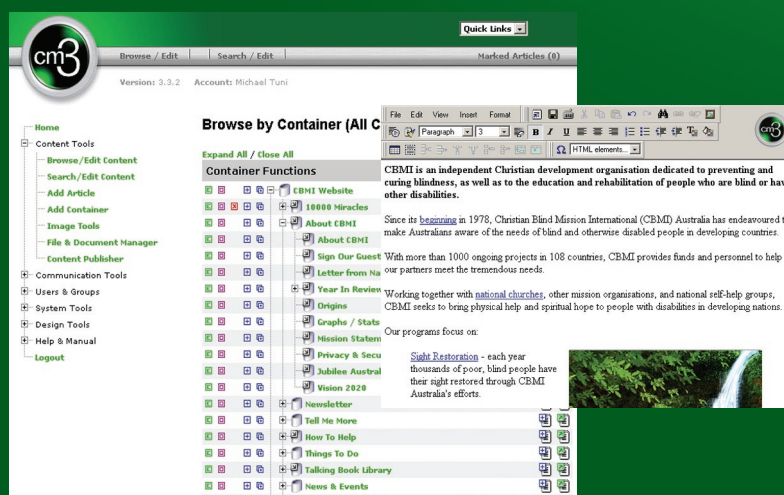 Quick Links
cm3
Browse / Edit
Search / Edit
Marked Articles (0)
Version: 3.3.2 Account: Michael Tuni
Home
Content Tools
Browse/Edit Content
Search/Edit Content
Add Article
Add Container
Image Tools
File & Document Manager
Content Publisher
Communication Tools
Users & Groups
System Tools
Design Tools
Help & Manual
Logout
Browse by Container (All C
Expand All / Close All
Container Functions
CBMI Website
10000 Miracles
About CBMI
About CBMI
Sign Our Guest
Letter from Na
Year In Review
Origins
Graphs / Stats
Mission Statem
Privacy & Secu
Jubilee Austral
Vision 2020
Newsletter
Tell Me More
How To Help
Things To Do
Talking Book Library
News & Events
File Edit View Insert Format
Paragraph 3 B I U
HTML elements...
cm3
CBMI is an independent Christian development organisation dedicated to preventing and
curing blindness, as well as to the education and rehabilitation of people who are blind or hav
other disabilities.
Since its beginning in 1978, Christian Blind Mission International (CBMI) Australia has endeavoured t
make Australians aware of the needs of blind and otherwise disabled people in developing countries.
With more than 1000 ongoing projects in 108 countries, CBMI provides funds and personnel to help
our partners meet the tremendous needs.
Working together with national churches, other mission organisations, and national self-help groups,
CBMI seeks to bring physical help and spiritual hope to people with disabilities in developing nations.
Our programs focus on:
Sight Restoration - each year
thousands of poor, blind people have
their sight restored through CBMI
Australia's efforts.